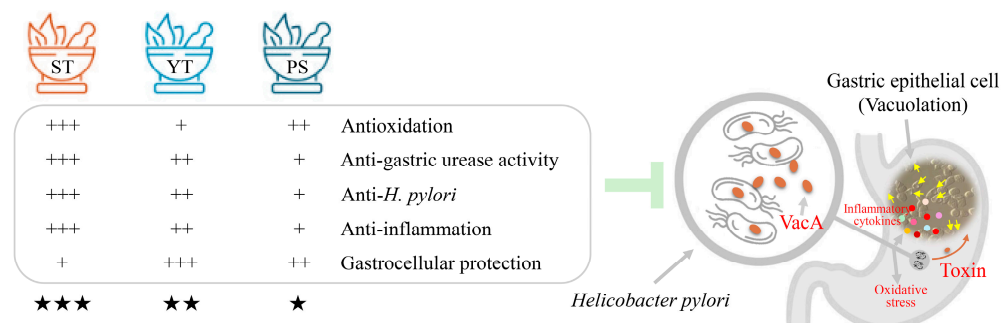 ST YT PS
+++ + ++ Antioxidation
+++ ++ + Anti-gastric urease activity
+++ ++ + Anti-H. pylori
+++ ++ + Anti-inflammation
+ +++ ++ Gastrocellular protection
★★★ ★★ ★
VacA
Helicobacter pylori
Gastric epithelial cell
(Vacuolation)
Inflammatory
cytokines
Toxin
Oxidative
stress